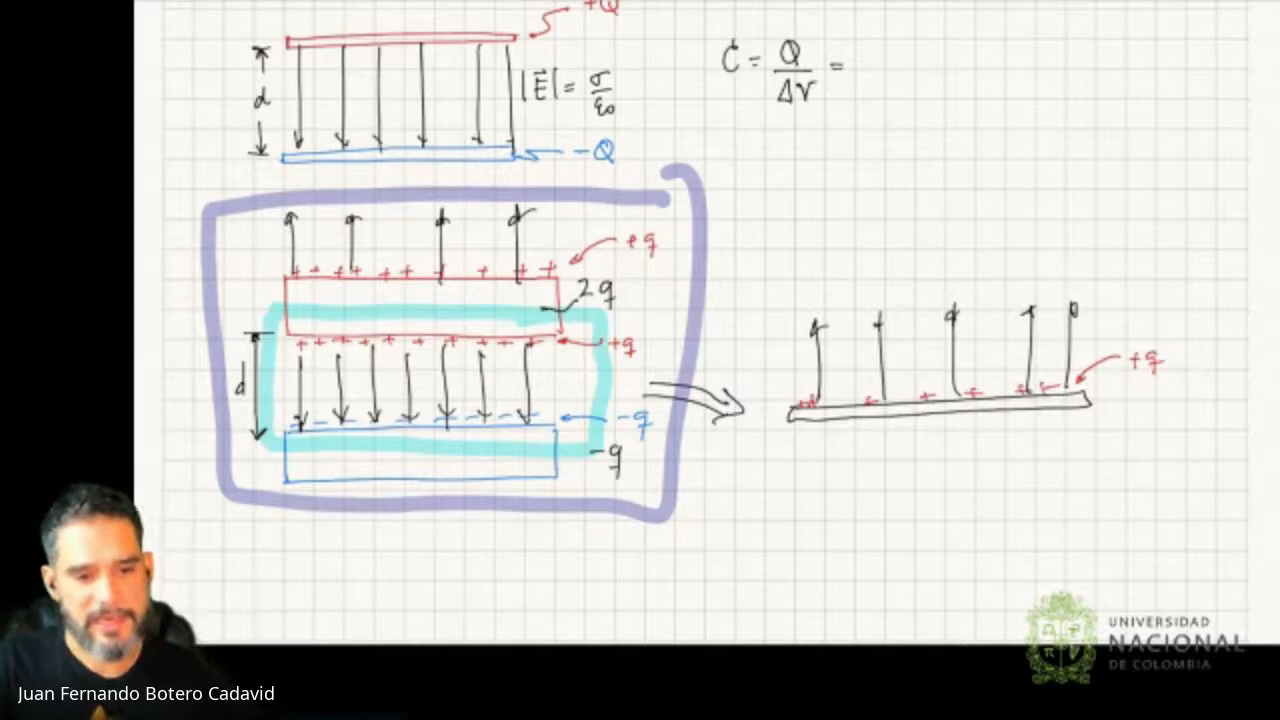 +Q
d
|E⃗| = σ/ε₀
-Q
C = Q/ΔV =
+q
2q
+q
d
-q
-q
+q
UNIVERSIDAD
NACIONAL
DE COLOMBIA
Juan Fernando Botero Cadavid